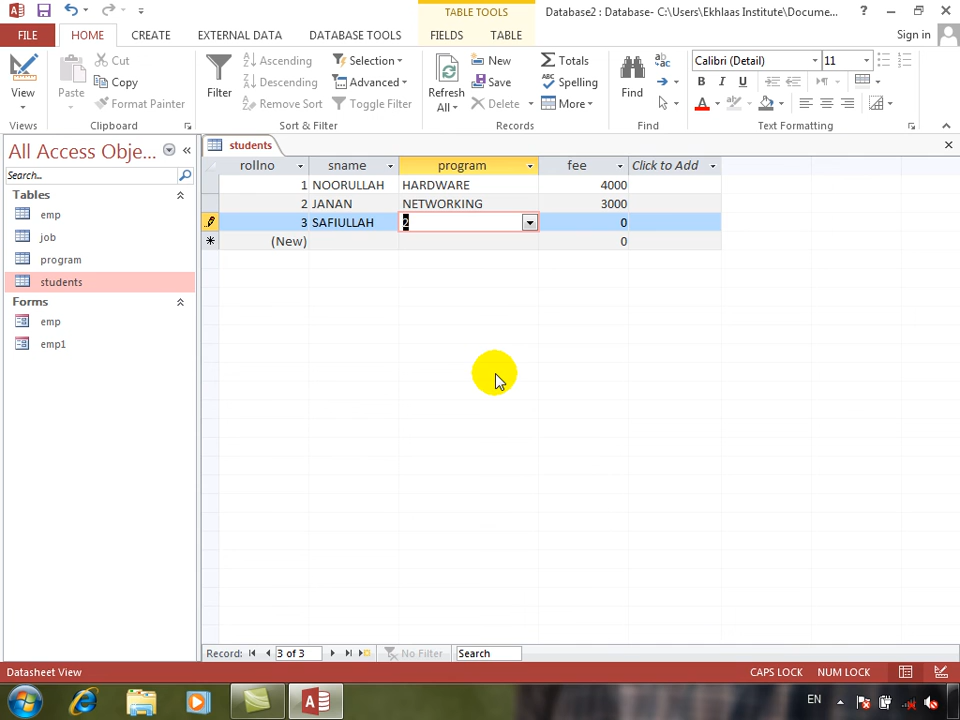 TABLE TOOLS
Database2 : Database- C:\Users\Ekhlaas Institute\Docume...
FILE HOME CREATE EXTERNAL DATA DATABASE TOOLS FIELDS TABLE Sign in
View
Views
Paste
Cut
Copy
Format Painter
Clipboard
Filter
Ascending
Descending
Remove Sort
Selection
Advanced
Toggle Filter
Sort & Filter
Refresh All
New
Save
Delete
Totals
Spelling
More
Records
Find
Find
Calibri (Detail) 11
B I U
Text Formatting
All Access Obje...
Search...
Tables
emp
job
program
students
Forms
emp
emp1
students
rollno sname program fee Click to Add
1 NOORULLAH HARDWARE 4000
2 JANAN NETWORKING 3000
3 SAFIULLAH 2 0
(New) 0
Record: 3 of 3 No Filter Search
Datasheet View CAPS LOCK NUM LOCK
EN